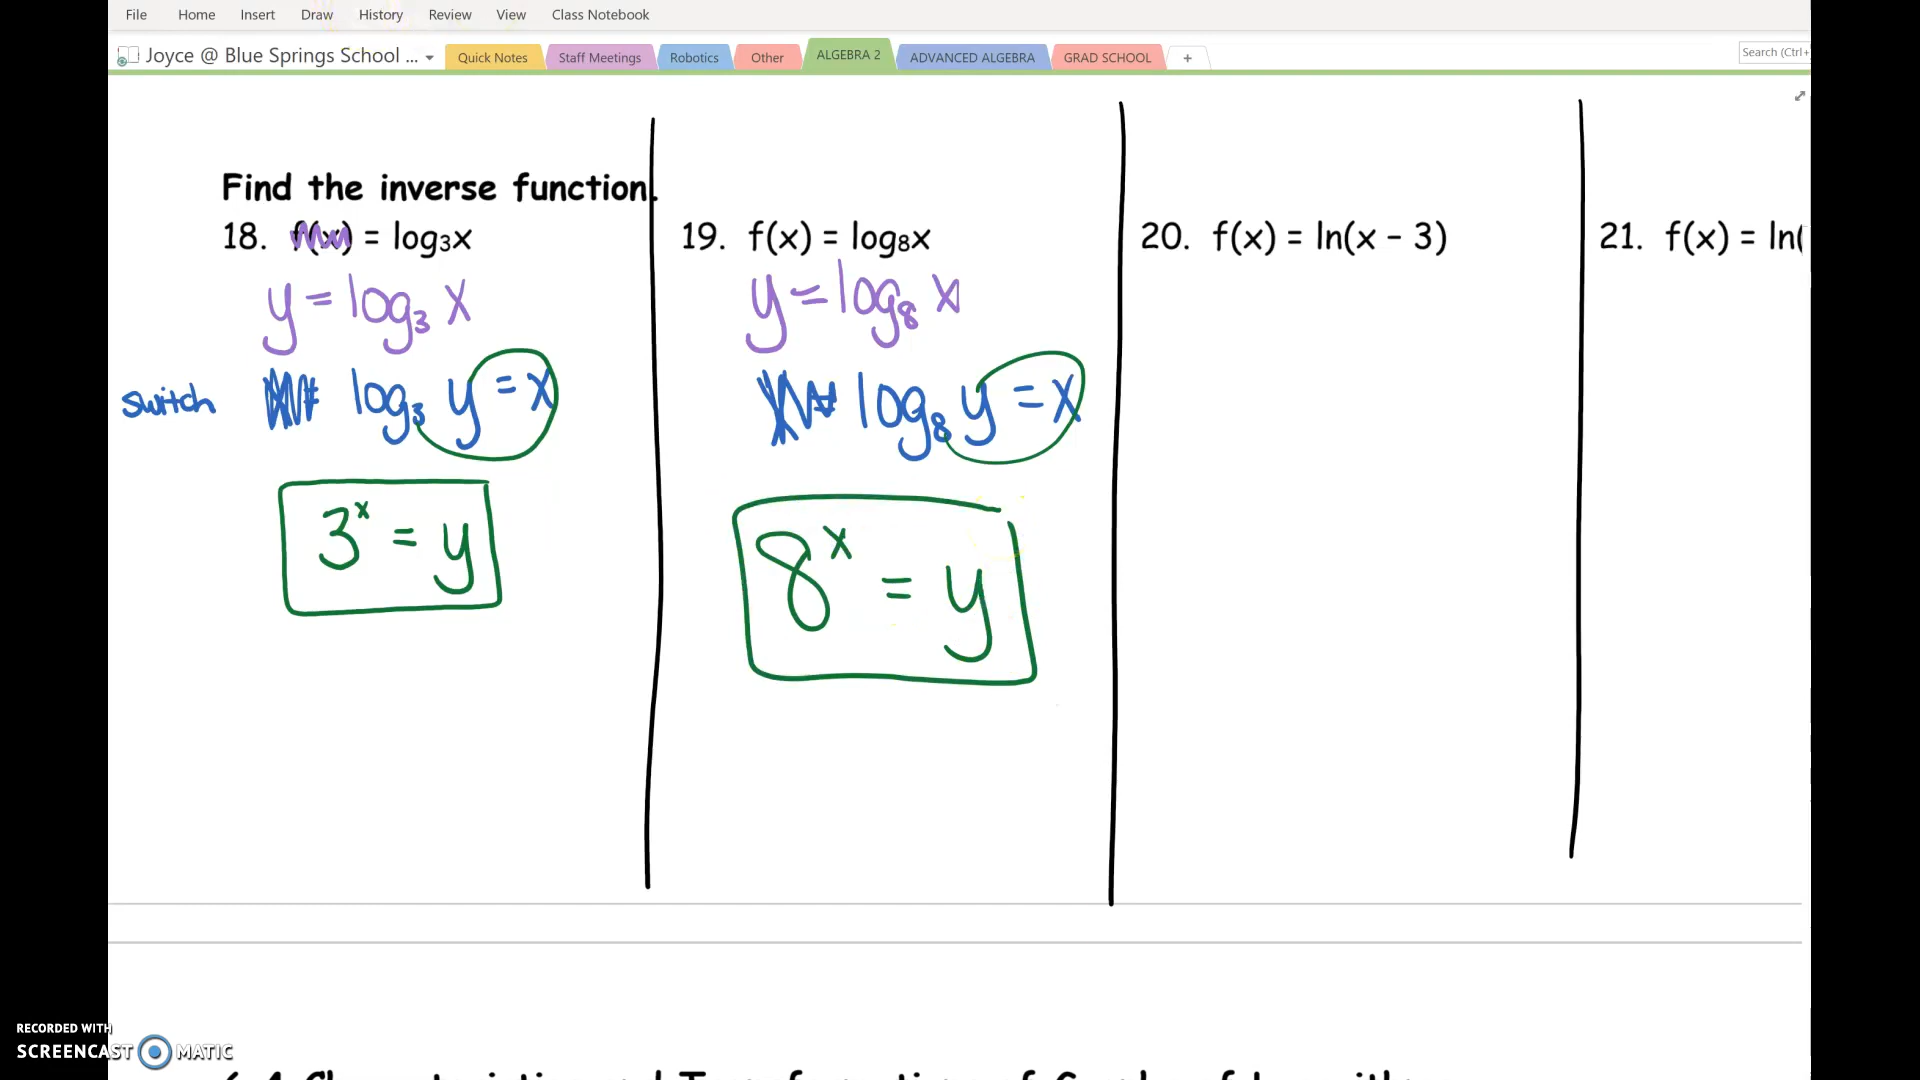 File Home Insert Draw History Review View Class Notebook
Joyce @ Blue Springs School ... Quick Notes Staff Meetings Robotics Other ALGEBRA 2 ADVANCED ALGEBRA GRAD SCHOOL + Search (Ctrl+
Find the inverse function.
18. f(x) = log₃x
y = log₃ x
switch log₃ y = x
3ˣ = y
19. f(x) = log₈x
y = log₈ x
log₈ y = x
8ˣ = y
20. f(x) = ln(x - 3)
21. f(x) = ln(
RECORDED WITH
SCREENCAST MATIC